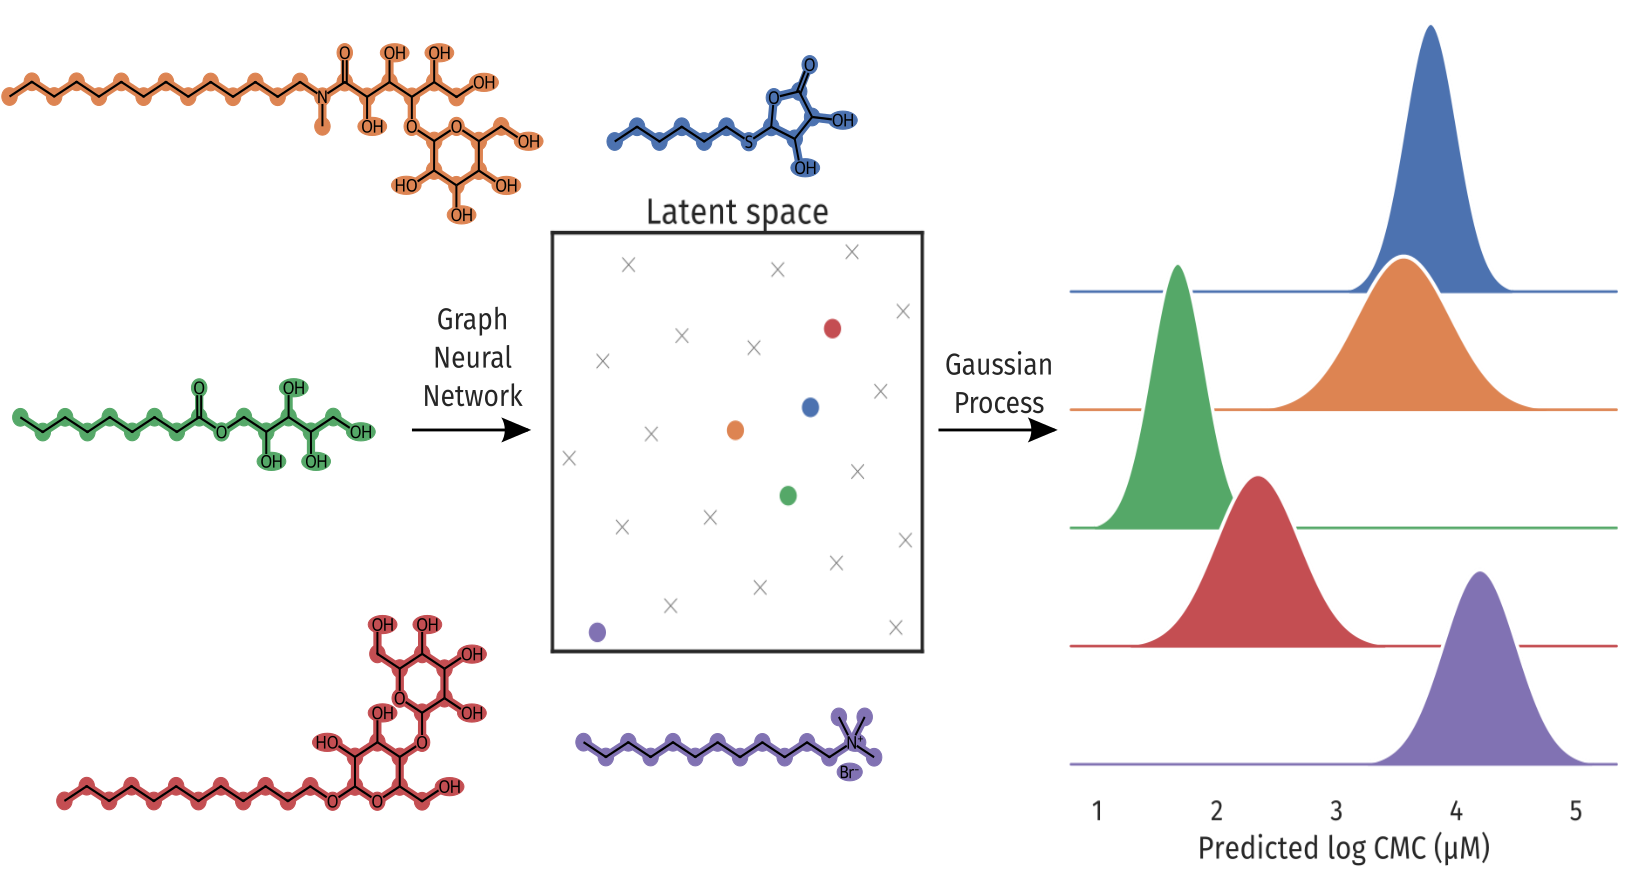 O
OH
OH
OH
N
OH
O
O
OH
HO
OH
OH
O
O
OH
S
OH
Latent space
Graph
Neural
Network
Gaussian
Process
O
OH
O
OH
OH
OH
OH
OH
OH
O
OH
OH
HO
O
O
O
OH
N+
Br-
1 2 3 4 5
Predicted log CMC (µM)